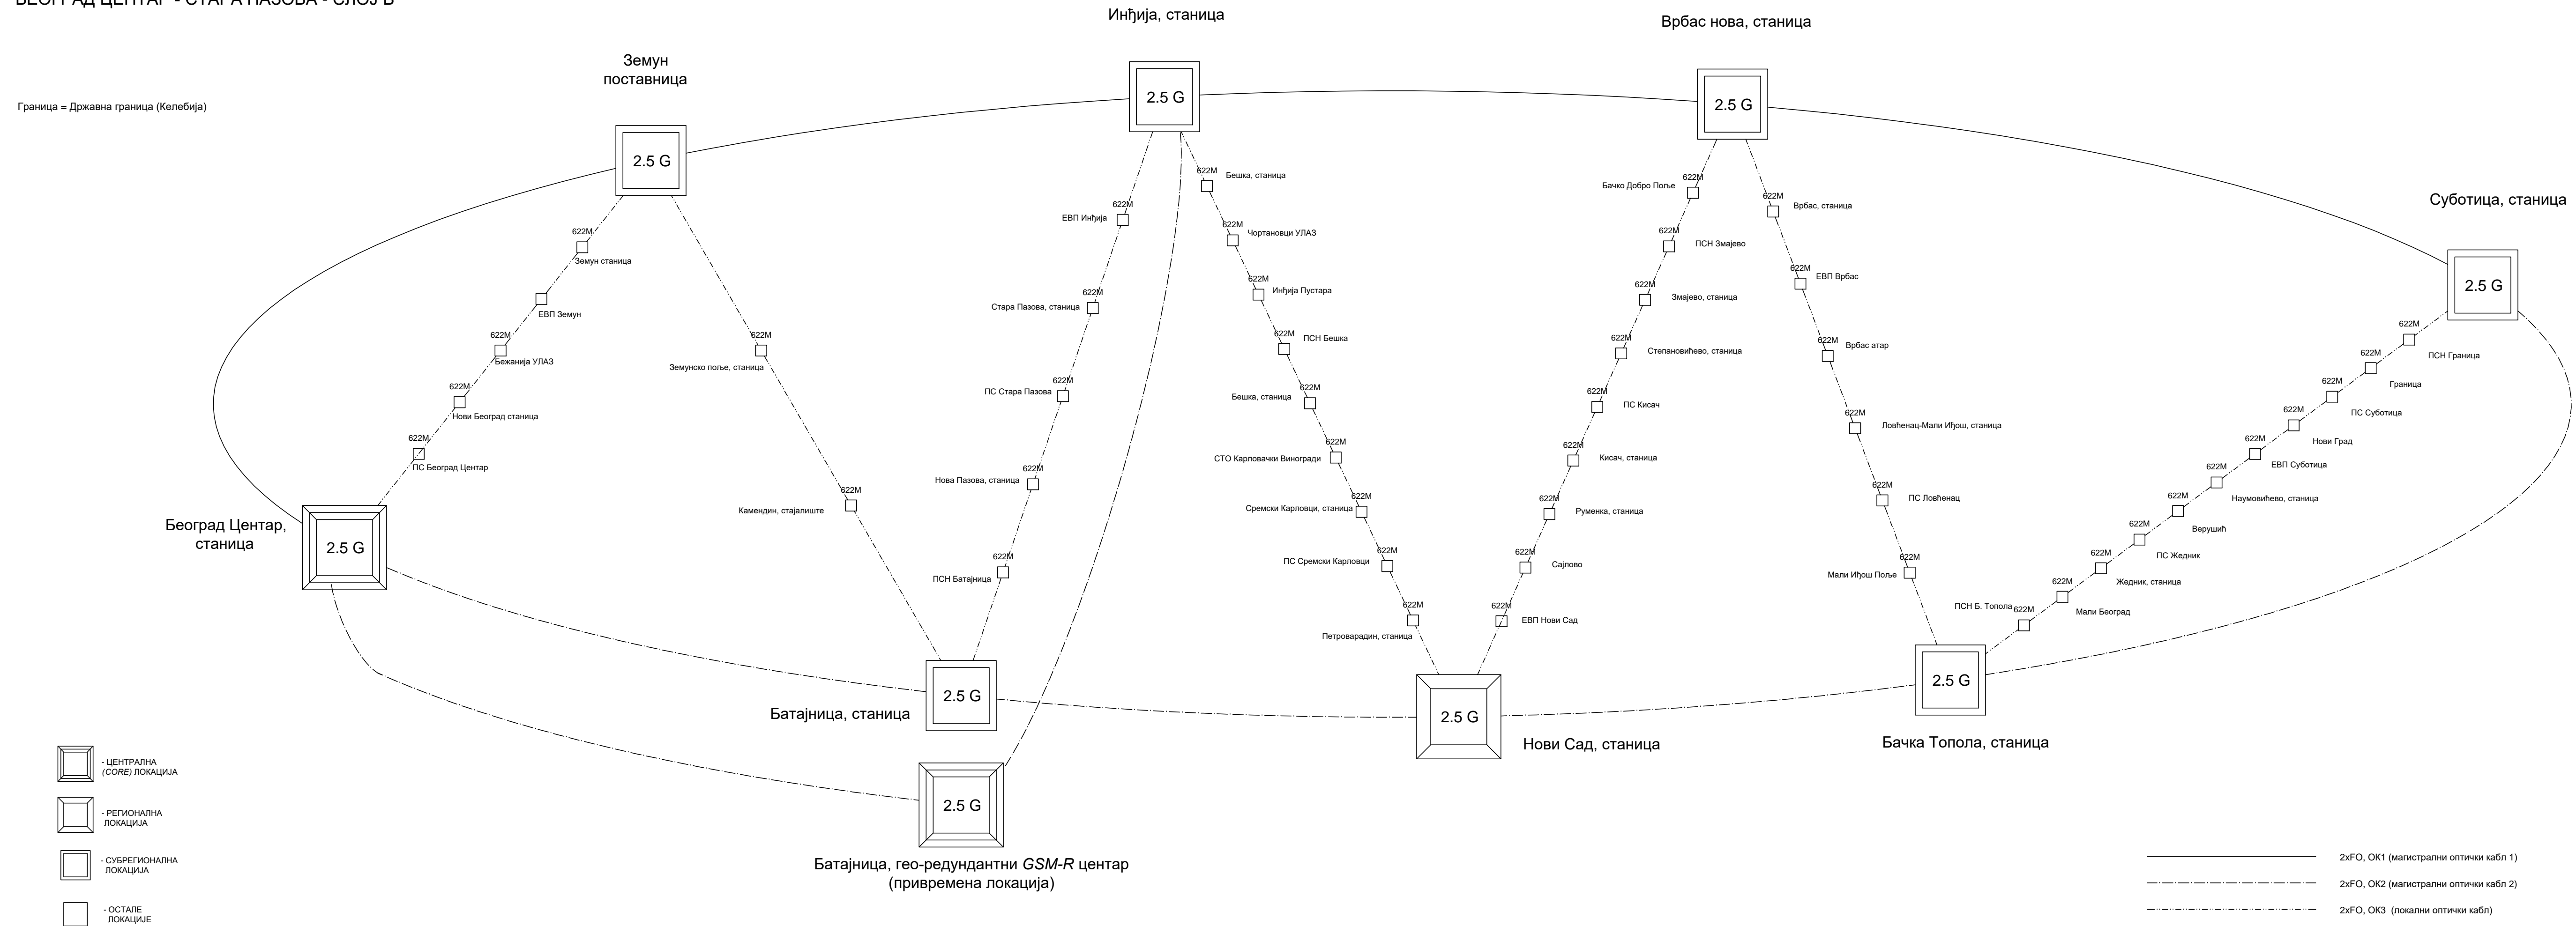 БЕОГРАД ЦЕНТАР - СТАРА ПАЗОВА - СЛОЈ Б
Граница = Државна граница (Келебија)
Земун
поставница
Инђија, станица
Врбас нова, станица
Суботица, станица
2.5 G
2.5 G
2.5 G
2.5 G
622M
Земун станица
ЕВП Земун
622M
Бежанија УЛАЗ
622M
Нови Београд станица
622M
ПС Београд Центар
Београд Центар,
станица
2.5 G
622M
Земунско поље, станица
622M
Камендин, стајалиште
622M
ЕВП Инђија
622M
Стара Пазова, станица
622M
ПС Стара Пазова
622M
Нова Пазова, станица
622M
ПСН Батајница
2.5 G
Батајница, станица
622M
Бешка, станица
622M
Чортановци УЛАЗ
622M
Инђија Пустара
622M
ПСН Бешка
622M
Бешка, станица
622M
СТО Карловачки Виногради
622M
Сремски Карловци, станица
622M
ПС Сремски Карловци
622M
Петроварадин, станица
2.5 G
Нови Сад, станица
622M
Бачко Добро Поље
622M
ПСН Змајево
622M
Змајево, станица
622M
Степановићево, станица
622M
ПС Кисач
622M
Кисач, станица
622M
Руменка, станица
622M
Сајлово
622M
ЕВП Нови Сад
622M
Врбас, станица
622M
ЕВП Врбас
622M
Врбас атар
622M
Ловћенац-Мали Иђош, станица
622M
ПС Ловћенац
622M
Мали Иђош Поље
2.5 G
Бачка Топола, станица
622M
ПСН Граница
622M
Граница
622M
ПС Суботица
622M
Нови Град
622M
ЕВП Суботица
622M
Наумовићево, станица
622M
Верушић
622M
ПС Жедник
622M
Жедник, станица
622M
Мали Београд
622M
ПСН Б. Топола
2.5 G
Батајница, гео-редундантни GSM-R центар
(привремена локација)
- ЦЕНТРАЛНА
(CORE) ЛОКАЦИЈА
- РЕГИОНАЛНА
ЛОКАЦИЈА
- СУБРЕГИОНАЛНА
ЛОКАЦИЈА
- ОСТАЛЕ
ЛОКАЦИЈЕ
2xFO, ОК1 (магистрални оптички кабл 1)
2xFO, ОК2 (магистрални оптички кабл 2)
2xFO, ОК3 (локални оптички кабл)